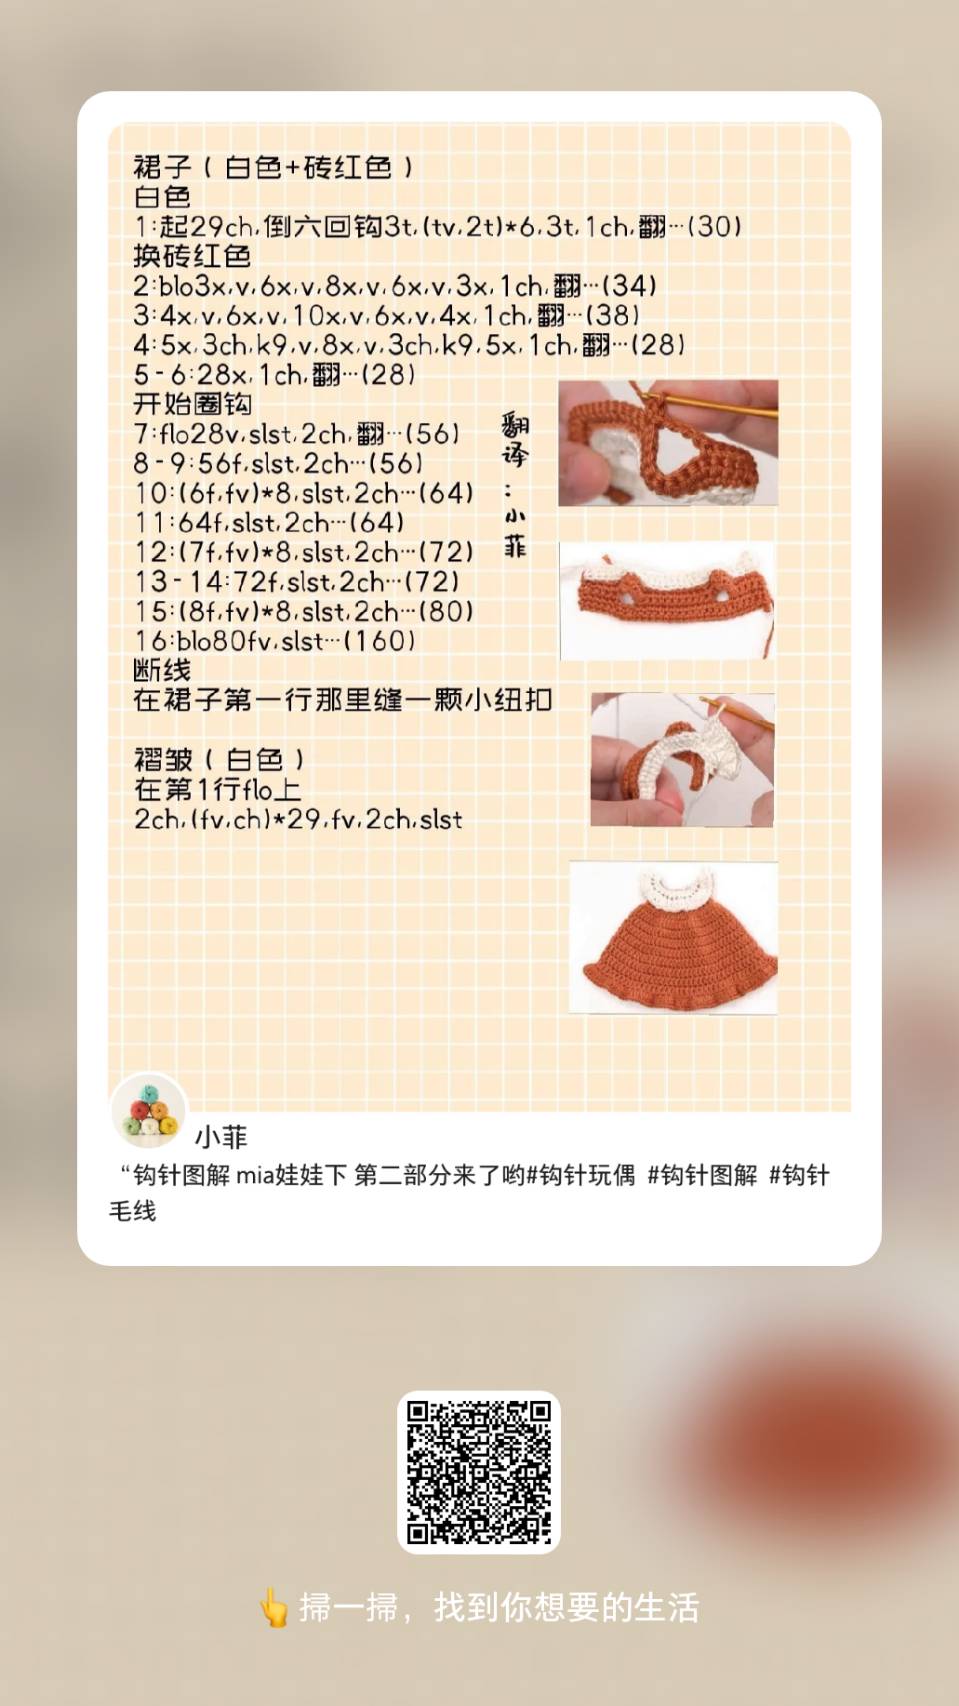 裙子（白色+砖红色）
白色
1:起29ch,倒六回钩3t,(tv,2t)*6,3t,1ch,翻…(30)
换砖红色
2:blo3x,v,6x,v,8x,v,6x,v,3x,1ch,翻…(34)
3:4x,v,6x,v,10x,v,6x,v,4x,1ch,翻…(38)
4:5x,3ch,k9,v,8x,v,3ch,k9,5x,1ch,翻…(28)
5-6:28x,1ch,翻…(28)
开始圈钩
7:flo28v,slst,2ch,翻…(56)
8-9:56f,slst,2ch…(56)
10:(6f,fv)*8,slst,2ch…(64)
11:64f,slst,2ch…(64)
12:(7f,fv)*8,slst,2ch…(72)
13-14:72f,slst,2ch…(72)
15:(8f,fv)*8,slst,2ch…(80)
16:blo80fv,slst…(160)
断线
在裙子第一行那里缝一颗小纽扣
翻译：小菲
褶皱（白色）
在第1行flo上
2ch,(fv,ch)*29,fv,2ch,slst
小菲
“钩针图解 mia娃娃下 第二部分来了哟#钩针玩偶 #钩针图解 #钩针
毛线
👆掃一掃，找到你想要的生活